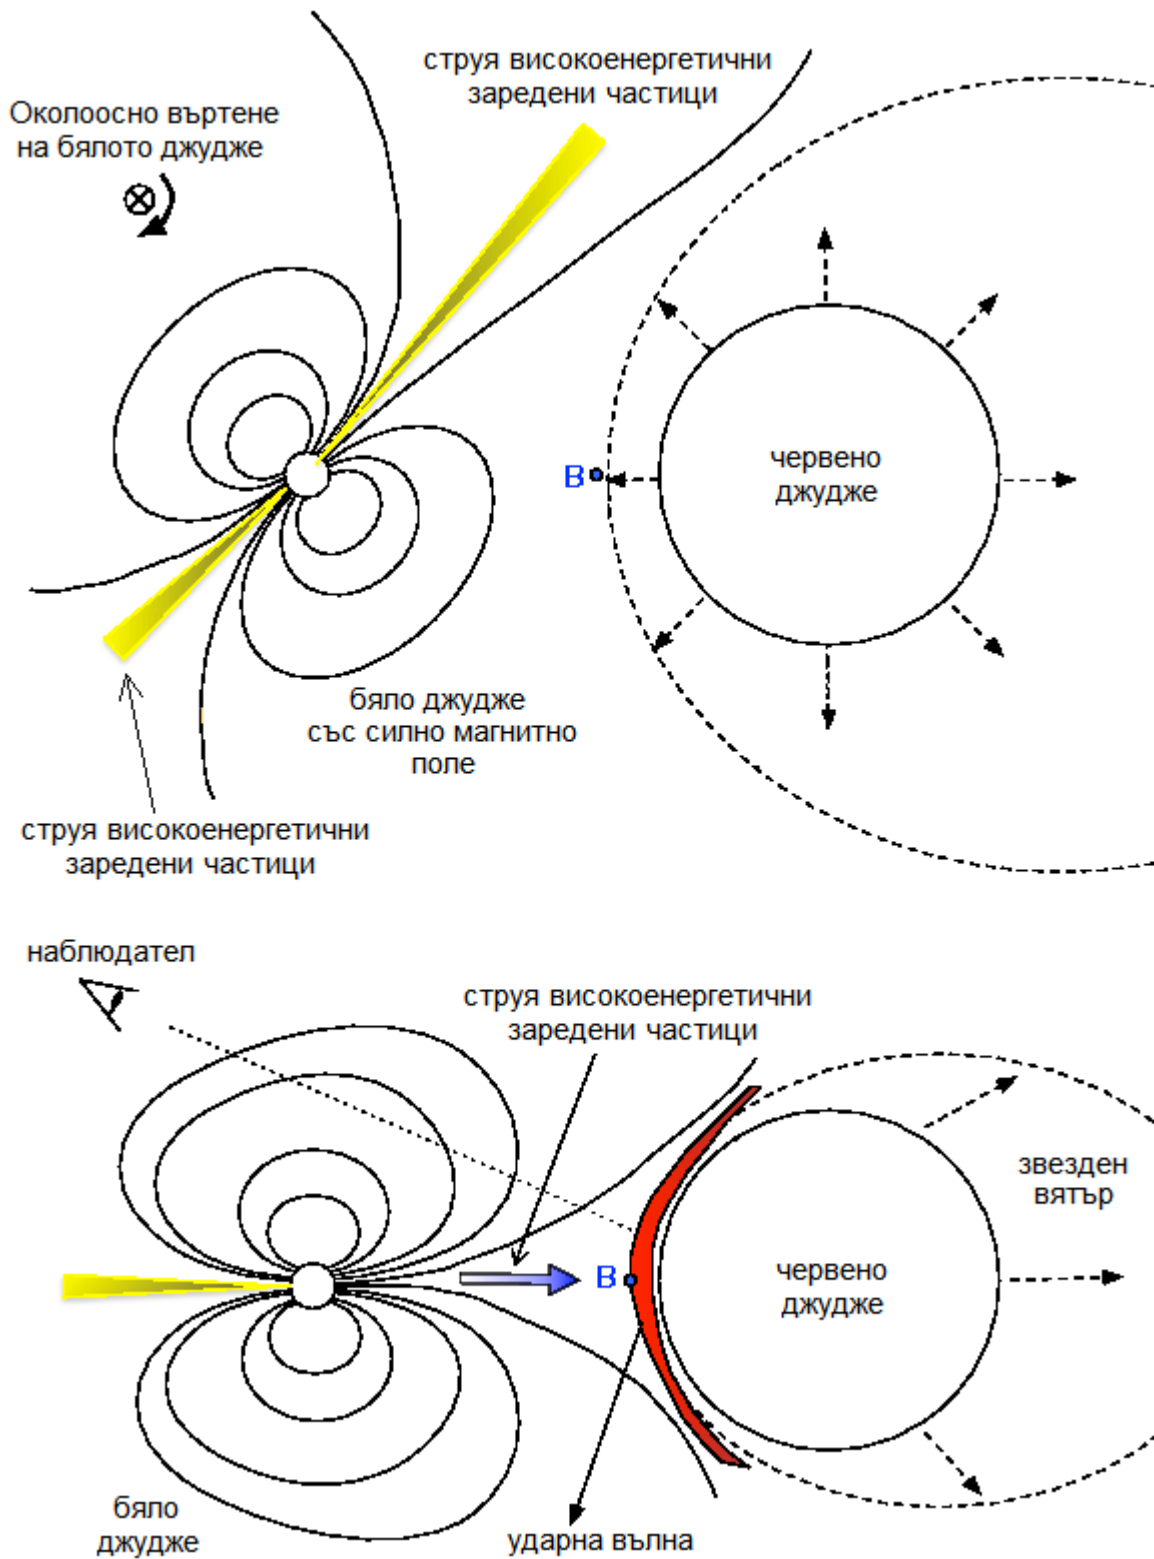 струя високоенергетични
заредени частици
Околоосно въртене
на бялото джудже
B
червено
джудже
бяло джудже
със силно магнитно
поле
струя високоенергетични
заредени частици
наблюдател
струя високоенергетични
заредени частици
звезден
вятър
B
червено
джудже
бяло
джудже
ударна вълна